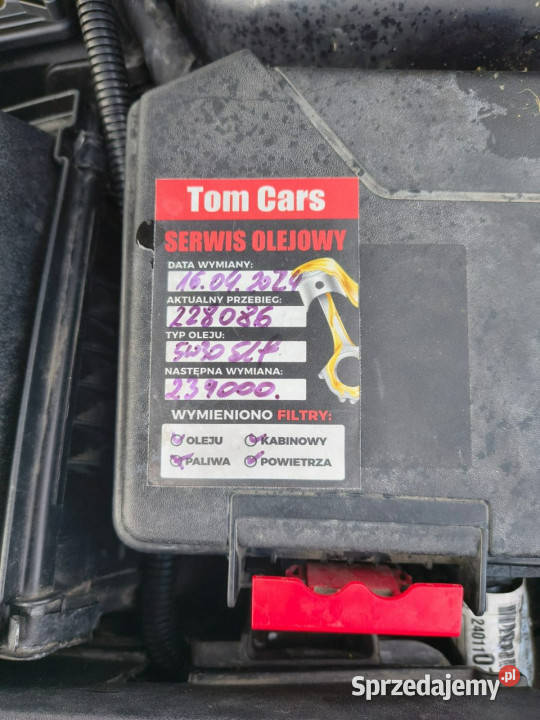 Tom Cars
SERWIS OLEJOWY
DATA WYMIANY:
16.04.2024
AKTUALNY PRZEBIEG:
228086
TYP OLEJU:
5W30
NASTĘPNA WYMIANA:
239000.
WYMIENIONO FILTRY:
OLEJU KABINOWY
PALIWA POWIETRZA
24011
Sprzedajemy.pl